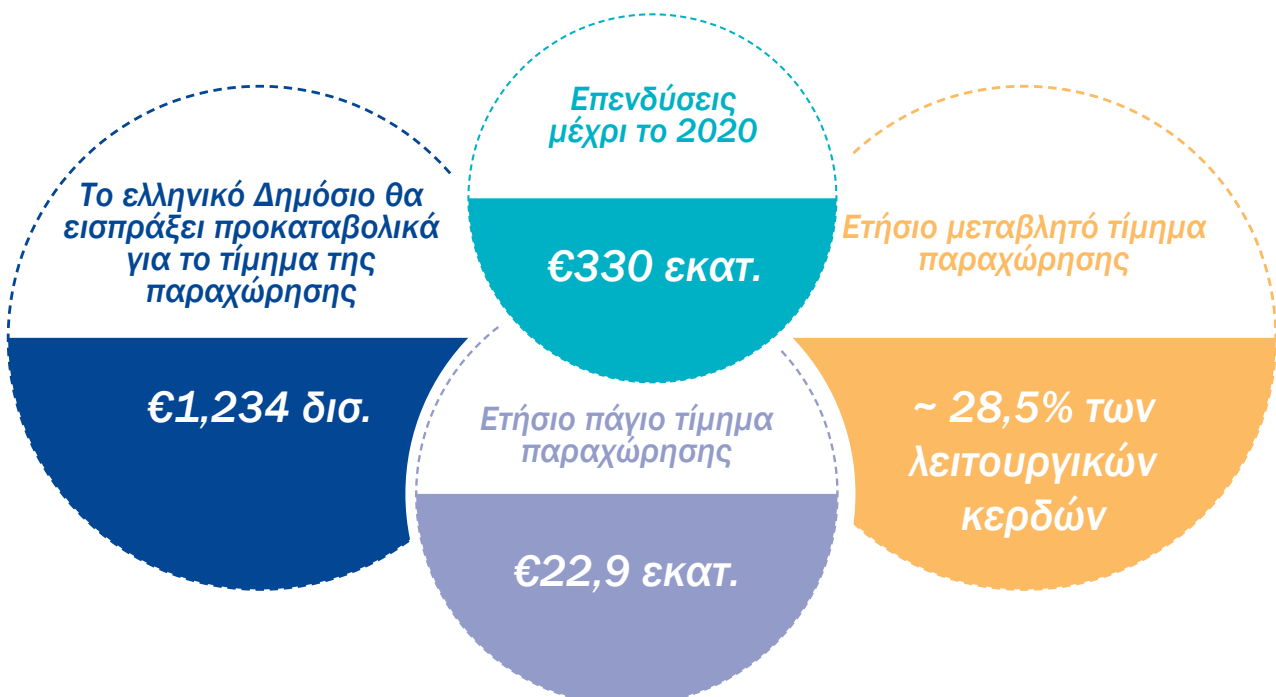 Το ελληνικό Δημόσιο θα
εισπράξει προκαταβολικά
για το τίμημα της
παραχώρησης
€1,234 δισ.
Επενδύσεις
μέχρι το 2020
€330 εκατ.
Ετήσιο πάγιο τίμημα
παραχώρησης
€22,9 εκατ.
Ετήσιο μεταβλητό τίμημα
παραχώρησης
~ 28,5% των
λειτουργικών
κερδών